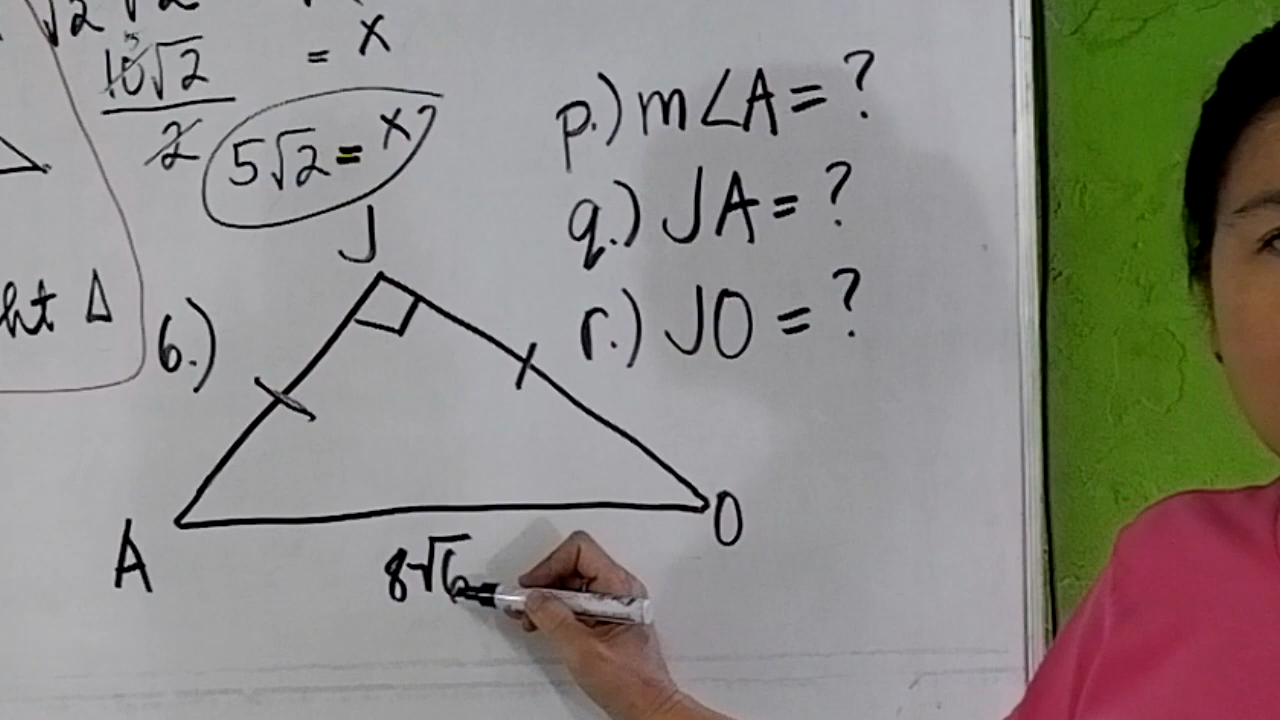 10√2 = x
2
5√2 = x
ht Δ
6.)
J
A
O
8√6
p.) m∠A = ?
q.) JA = ?
r.) JO = ?